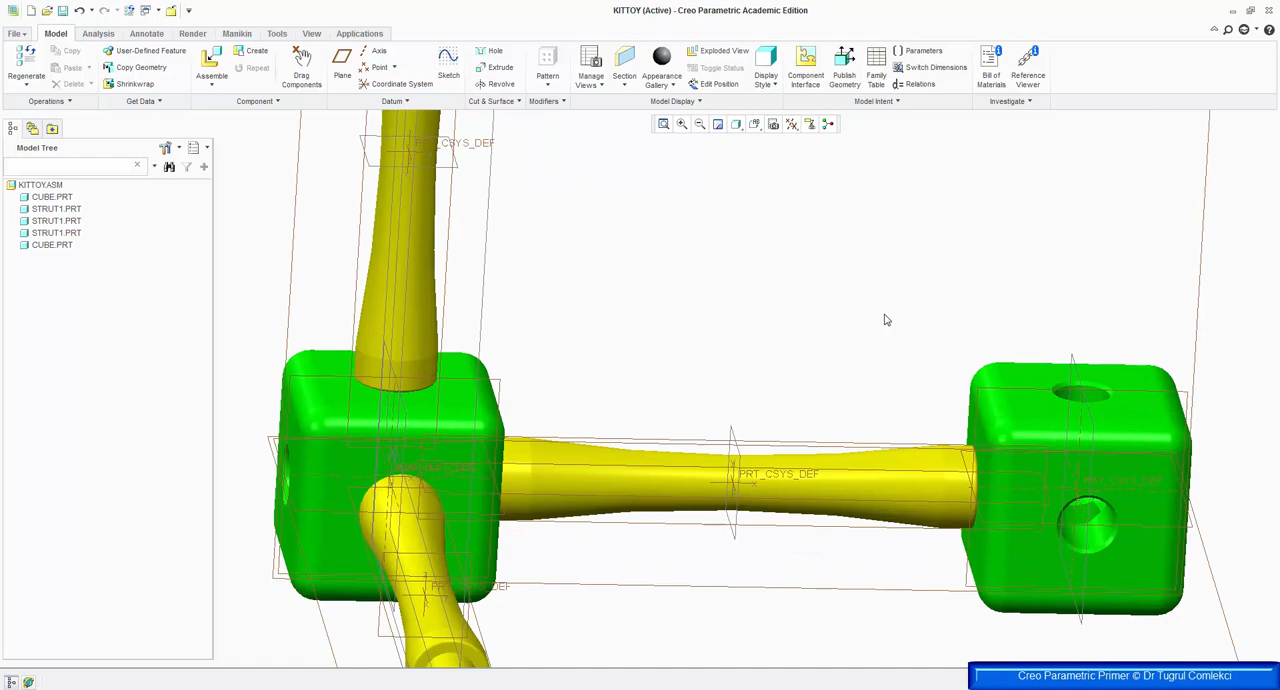 KITTOY (Active) - Creo Parametric Academic Edition
File Model Analysis Annotate Render Manikin Tools View Applications
Regenerate
Copy
Paste
Delete
User-Defined Feature
Copy Geometry
Shrinkwrap
Assemble
Create
Repeat
Drag
Components
Plane
Axis
Point
Coordinate System
Sketch
Hole
Extrude
Revolve
Pattern
Manage
Views
Section
Appearance
Gallery
Exploded View
Toggle Status
Edit Position
Display
Style
Component
Interface
Publish
Geometry
Family
Table
Parameters
Switch Dimensions
Relations
Bill of
Materials
Reference
Viewer
Operations Get Data Component Datum Cut & Surface Modifiers Model Display Model Intent Investigate
Model Tree
KITTOY.ASM
CUBE.PRT
STRUT1.PRT
STRUT1.PRT
STRUT1.PRT
CUBE.PRT
PRT_CSYS_DEF
PRT_CSYS_DEF
Creo Parametric Primer © Dr Tugrul Comlekci